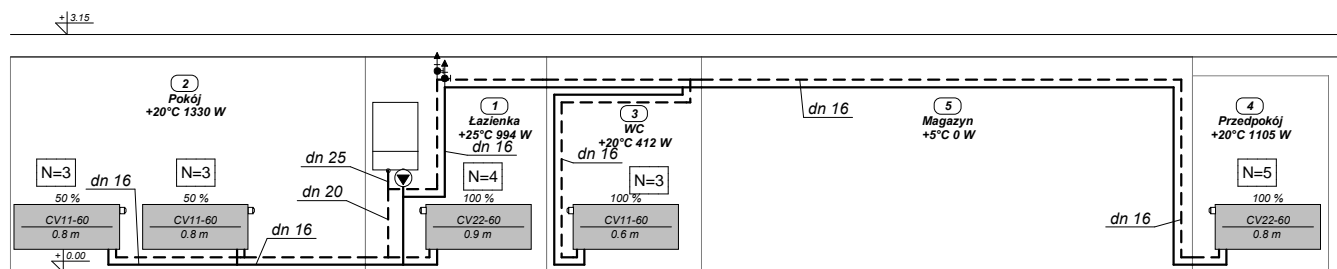 + 3.15
2
Pokój
+20°C 1330 W
1
Łazienka
+25°C 994 W
3
WC
+20°C 412 W
5
Magazyn
+5°C 0 W
4
Przedpokój
+20°C 1105 W
dn 16
dn 16
dn 16
dn 25
dn 20
dn 16
dn 16
dn 16
N=3
N=3
N=4
N=3
N=5
50 %
50 %
100 %
100 %
100 %
CV11-60
0.8 m
CV11-60
0.8 m
CV22-60
0.9 m
CV11-60
0.6 m
CV22-60
0.8 m
+ 0.00